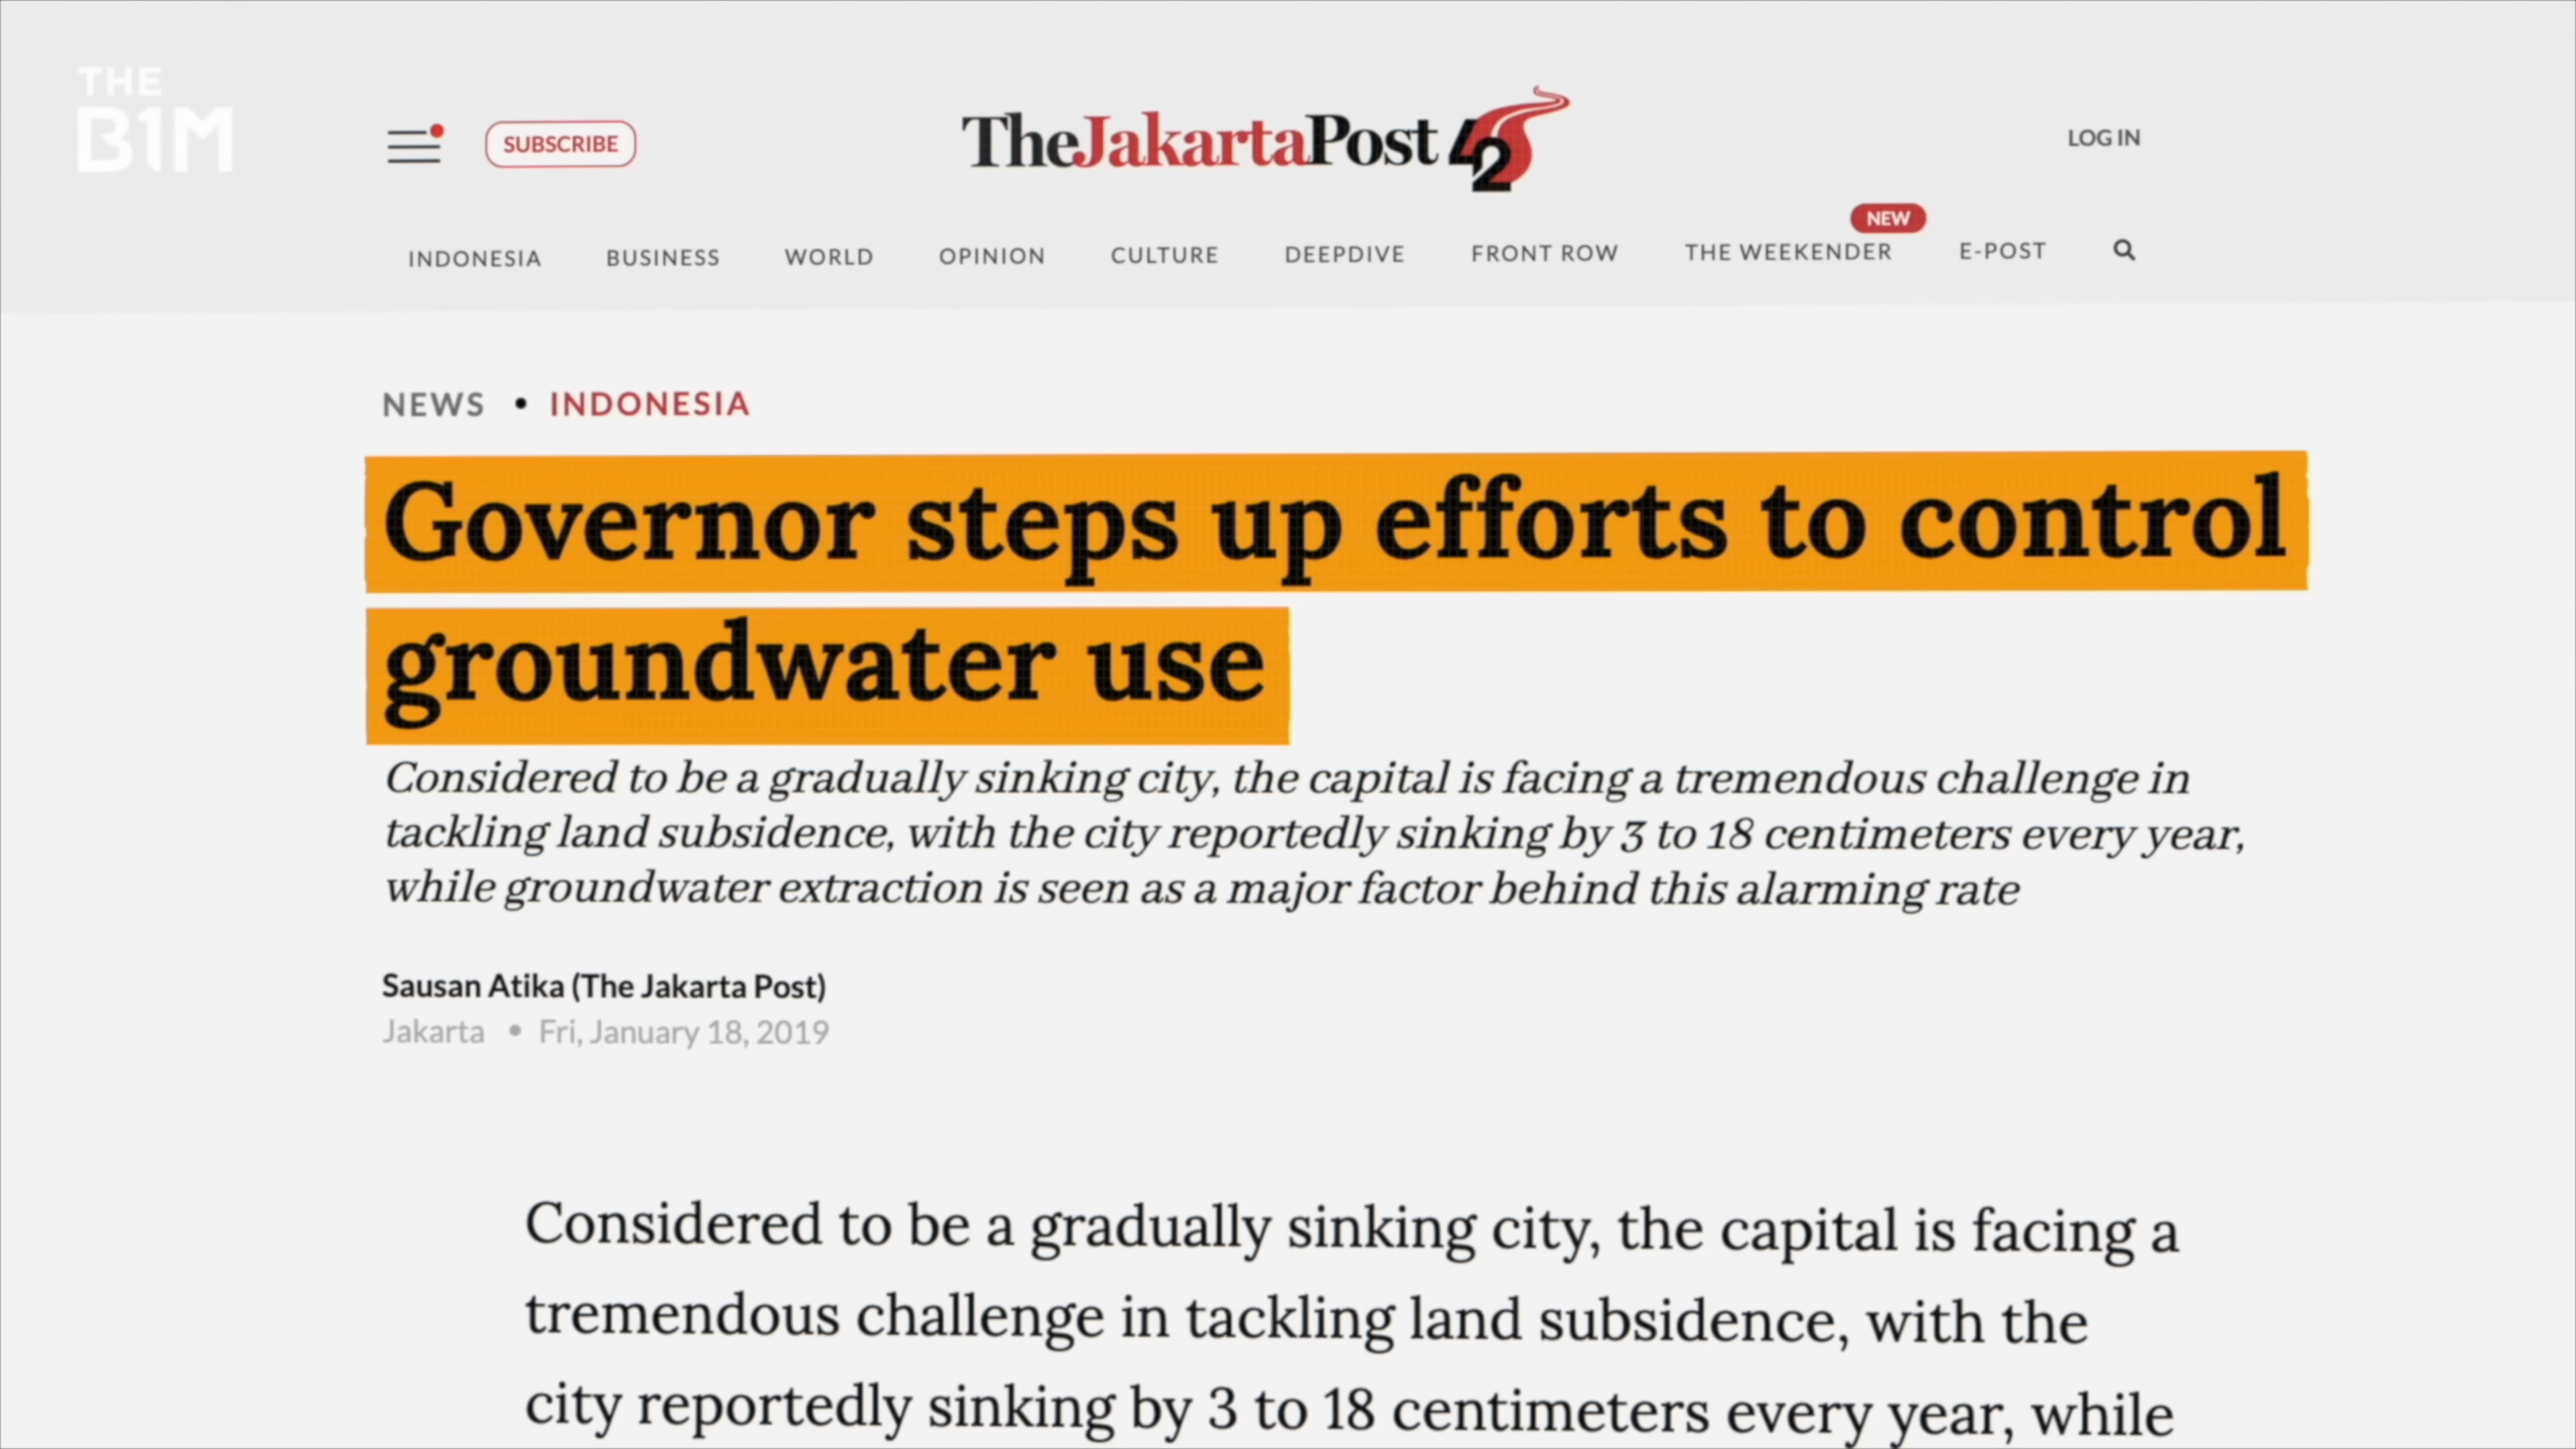 THE
B1M
SUBSCRIBE
TheJakartaPost 42
LOG IN
NEW
INDONESIA BUSINESS WORLD OPINION CULTURE DEEPDIVE FRONT ROW THE WEEKENDER E-POST
NEWS • INDONESIA
Governor steps up efforts to control
groundwater use
Considered to be a gradually sinking city, the capital is facing a tremendous challenge in
tackling land subsidence, with the city reportedly sinking by 3 to 18 centimeters every year,
while groundwater extraction is seen as a major factor behind this alarming rate
Sausan Atika (The Jakarta Post)
Jakarta • Fri, January 18, 2019
Considered to be a gradually sinking city, the capital is facing a
tremendous challenge in tackling land subsidence, with the
city reportedly sinking by 3 to 18 centimeters every year, while